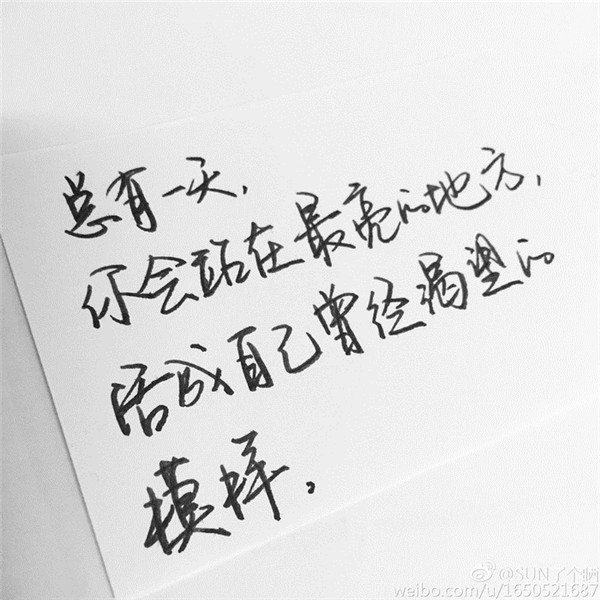 总有一天，
你会站在最亮的地方，
活成自己曾经渴望的
模样。
@SUN了个晒
weibo.com/u/1650521687